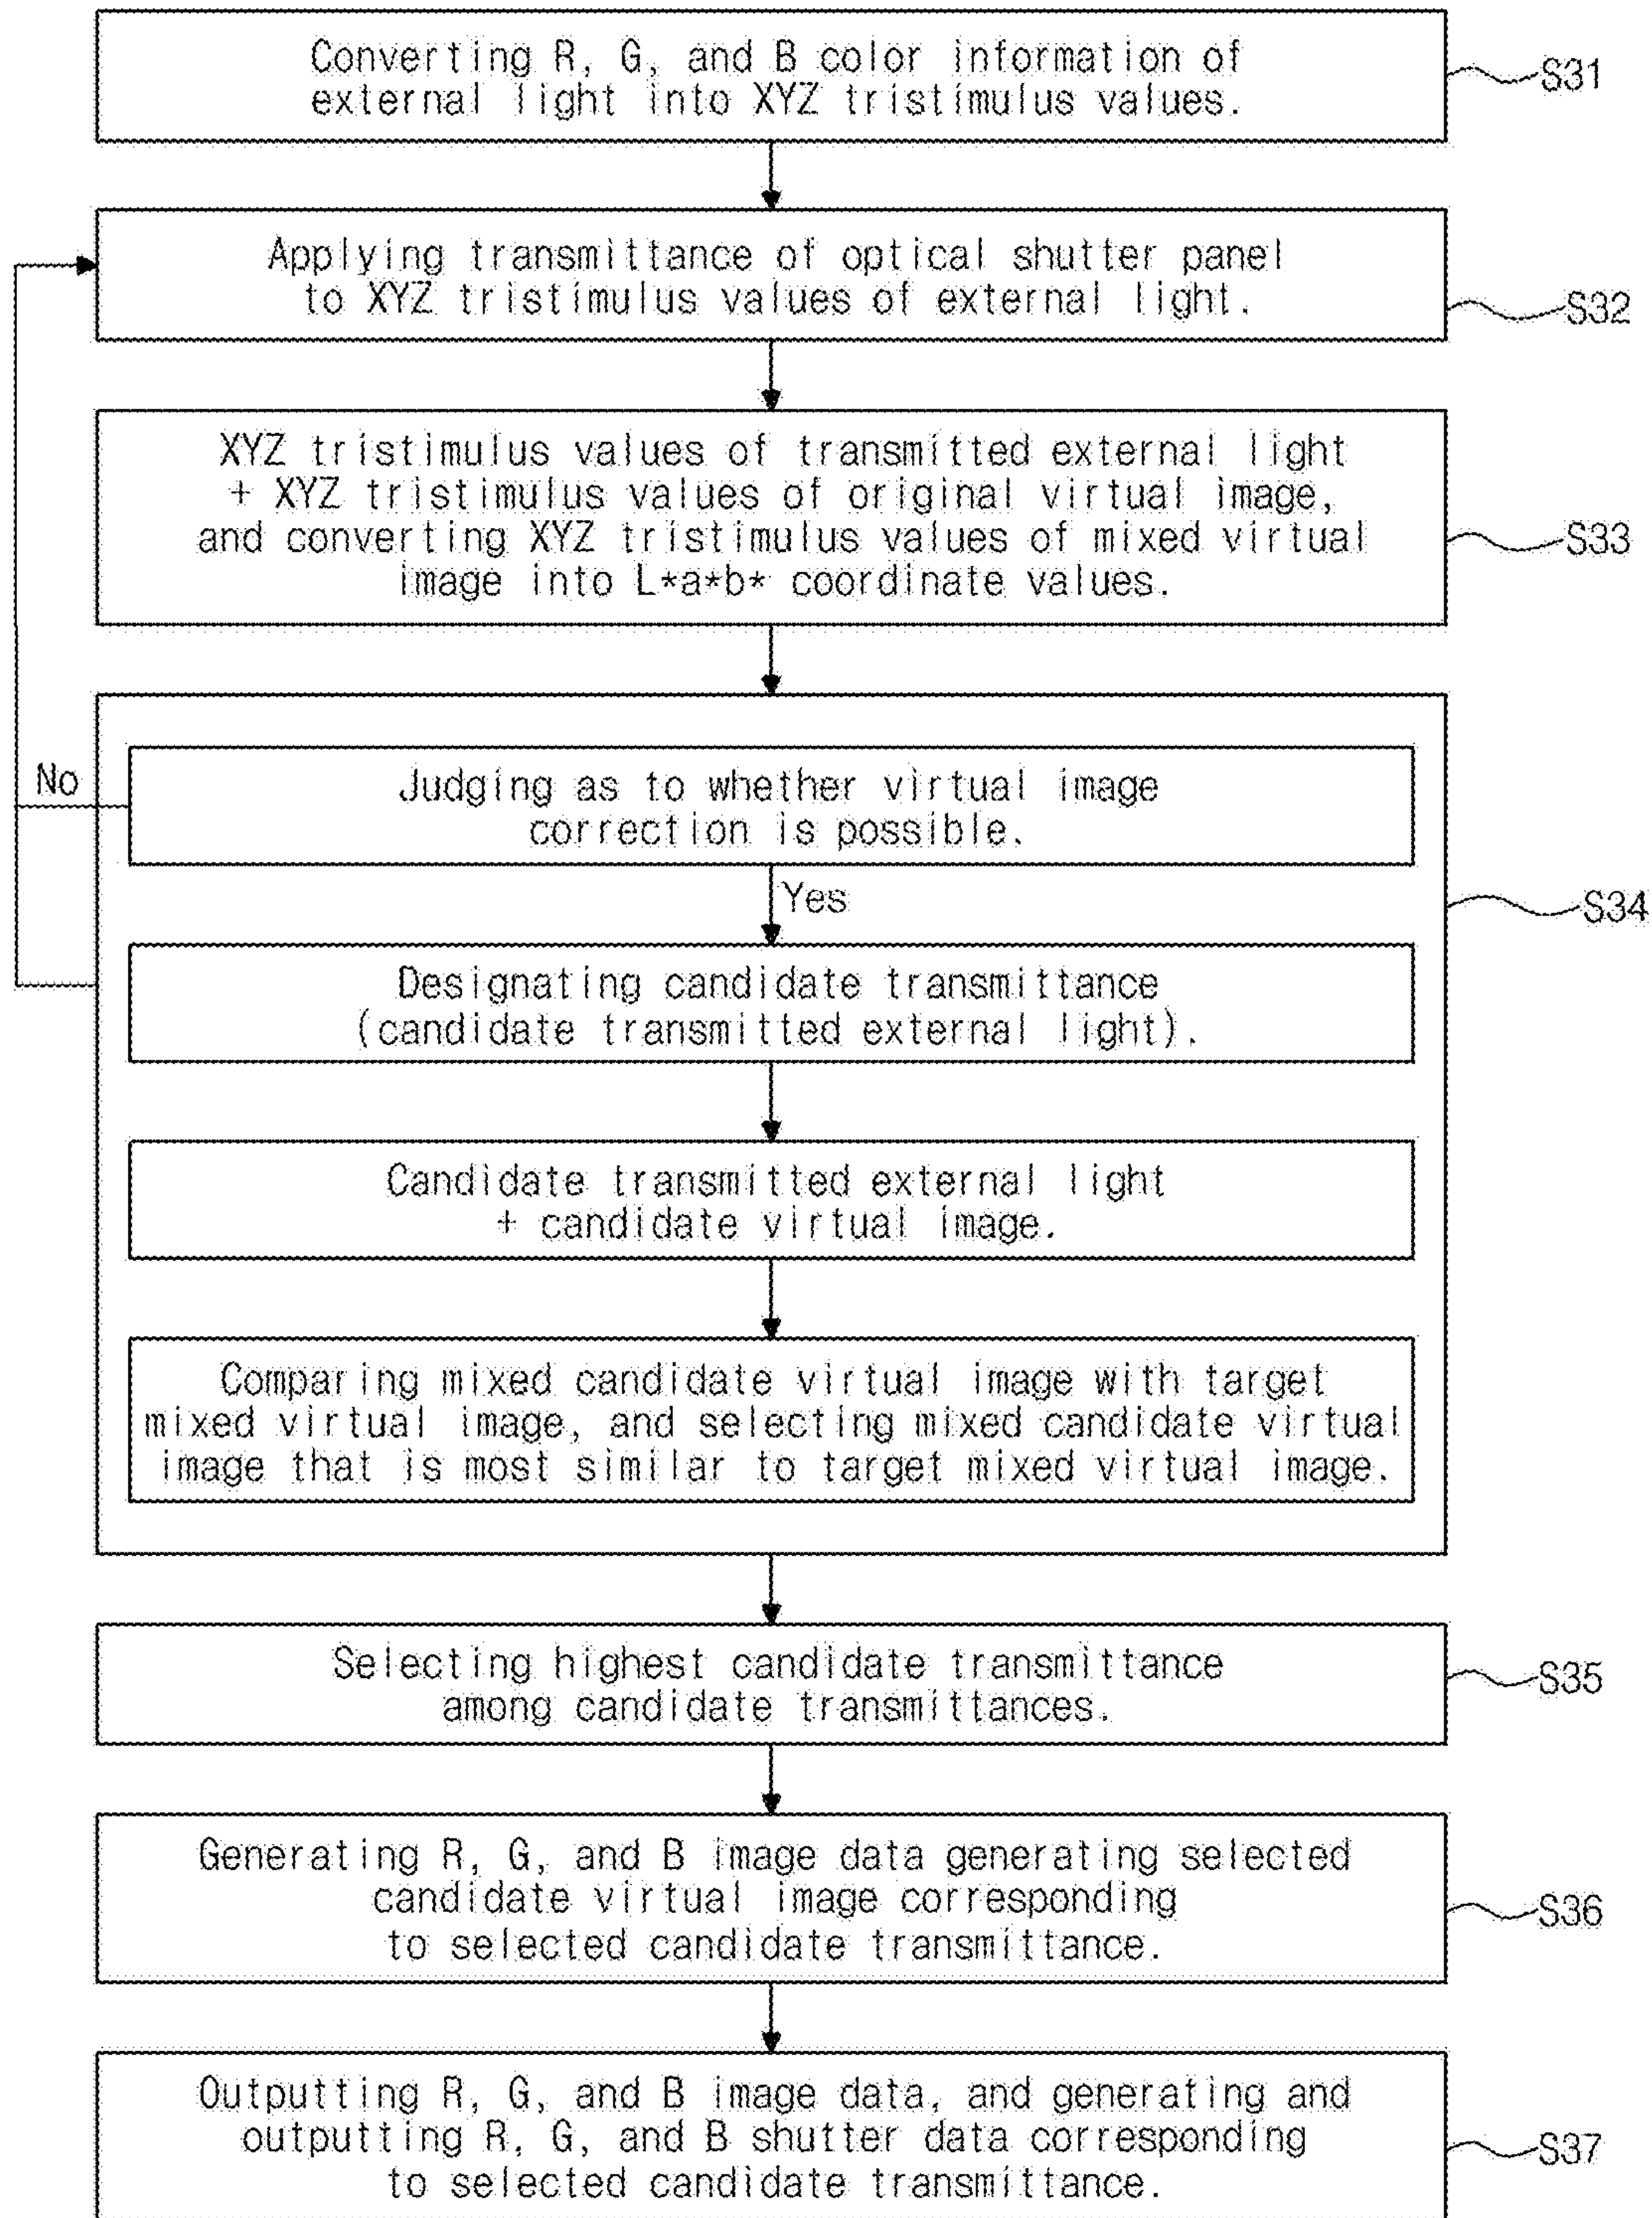 Converting R, G, and B color information of
external light into XYZ tristimulus values.
S31
Applying transmittance of optical shutter panel
to XYZ tristimulus values of external light.
S32
XYZ tristimulus values of transmitted external light
+ XYZ tristimulus values of original virtual image,
and converting XYZ tristimulus values of mixed virtual
image into L*a*b* coordinate values.
S33
No
Judging as to whether virtual image
correction is possible.
Yes
S34
Designating candidate transmittance
(candidate transmitted external light).
Candidate transmitted external light
+ candidate virtual image.
Comparing mixed candidate virtual image with target
mixed virtual image, and selecting mixed candidate virtual
image that is most similar to target mixed virtual image.
Selecting highest candidate transmittance
among candidate transmittances.
S35
Generating R, G, and B image data generating selected
candidate virtual image corresponding
to selected candidate transmittance.
S36
Outputting R, G, and B image data, and generating and
outputting R, G, and B shutter data corresponding
to selected candidate transmittance.
S37